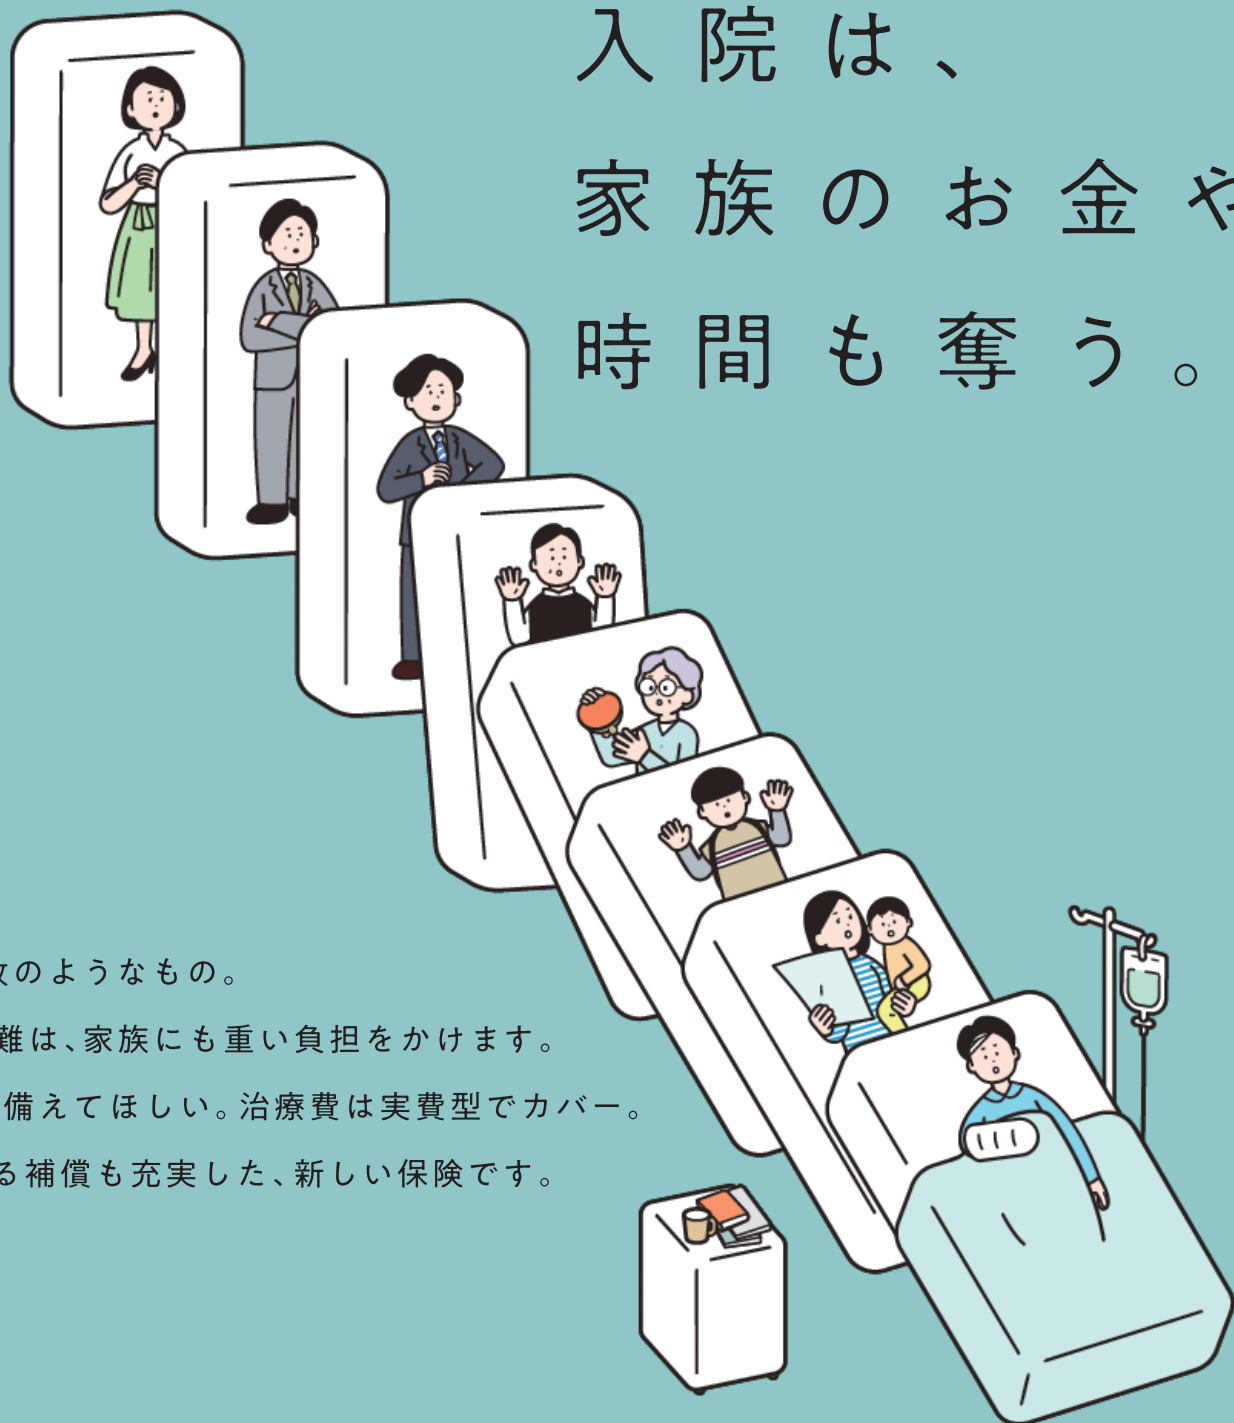 入院は、
家族のお金や
時間も奪う。
のようなもの。
難は、家族にも重い負担をかけます。
備えてほしい。治療費は実費型でカバー。
る補償も充実した、新しい保険です。